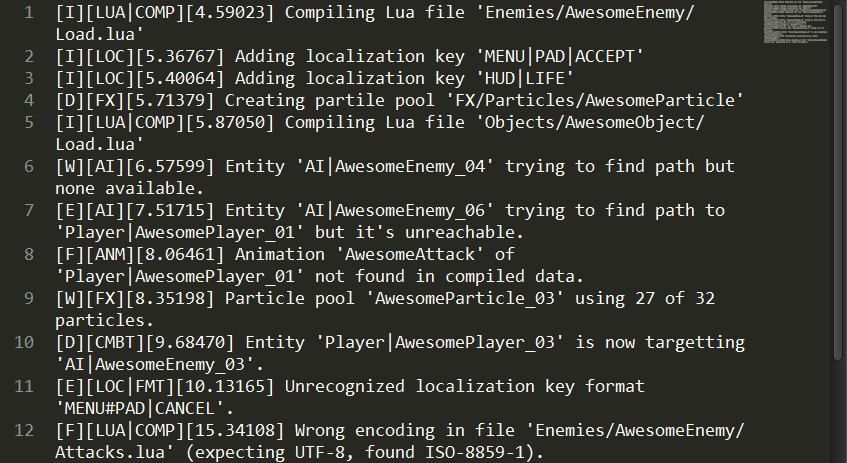 1 [I][LUA|COMP][4.59023] Compiling Lua file 'Enemies/AwesomeEnemy/
Load.lua'
2 [I][LOC][5.36767] Adding localization key 'MENU|PAD|ACCEPT'
3 [I][LOC][5.40064] Adding localization key 'HUD|LIFE'
4 [D][FX][5.71379] Creating partile pool 'FX/Particles/AwesomeParticle'
5 [I][LUA|COMP][5.87050] Compiling Lua file 'Objects/AwesomeObject/
Load.lua'
6 [W][AI][6.57599] Entity 'AI|AwesomeEnemy_04' trying to find path but
none available.
7 [E][AI][7.51715] Entity 'AI|AwesomeEnemy_06' trying to find path to
'Player|AwesomePlayer_01' but it's unreachable.
8 [F][ANM][8.06461] Animation 'AwesomeAttack' of
'Player|AwesomePlayer_01' not found in compiled data.
9 [W][FX][8.35198] Particle pool 'AwesomeParticle_03' using 27 of 32
particles.
10 [D][CMBT][9.68470] Entity 'Player|AwesomePlayer_03' is now targetting
'AI|AwesomeEnemy_03'.
11 [E][LOC|FMT][10.13165] Unrecognized localization key format
'MENU#PAD|CANCEL'.
12 [F][LUA|COMP][15.34108] Wrong encoding in file 'Enemies/AwesomeEnemy/
Attacks.lua' (expecting UTF-8, found ISO-8859-1).